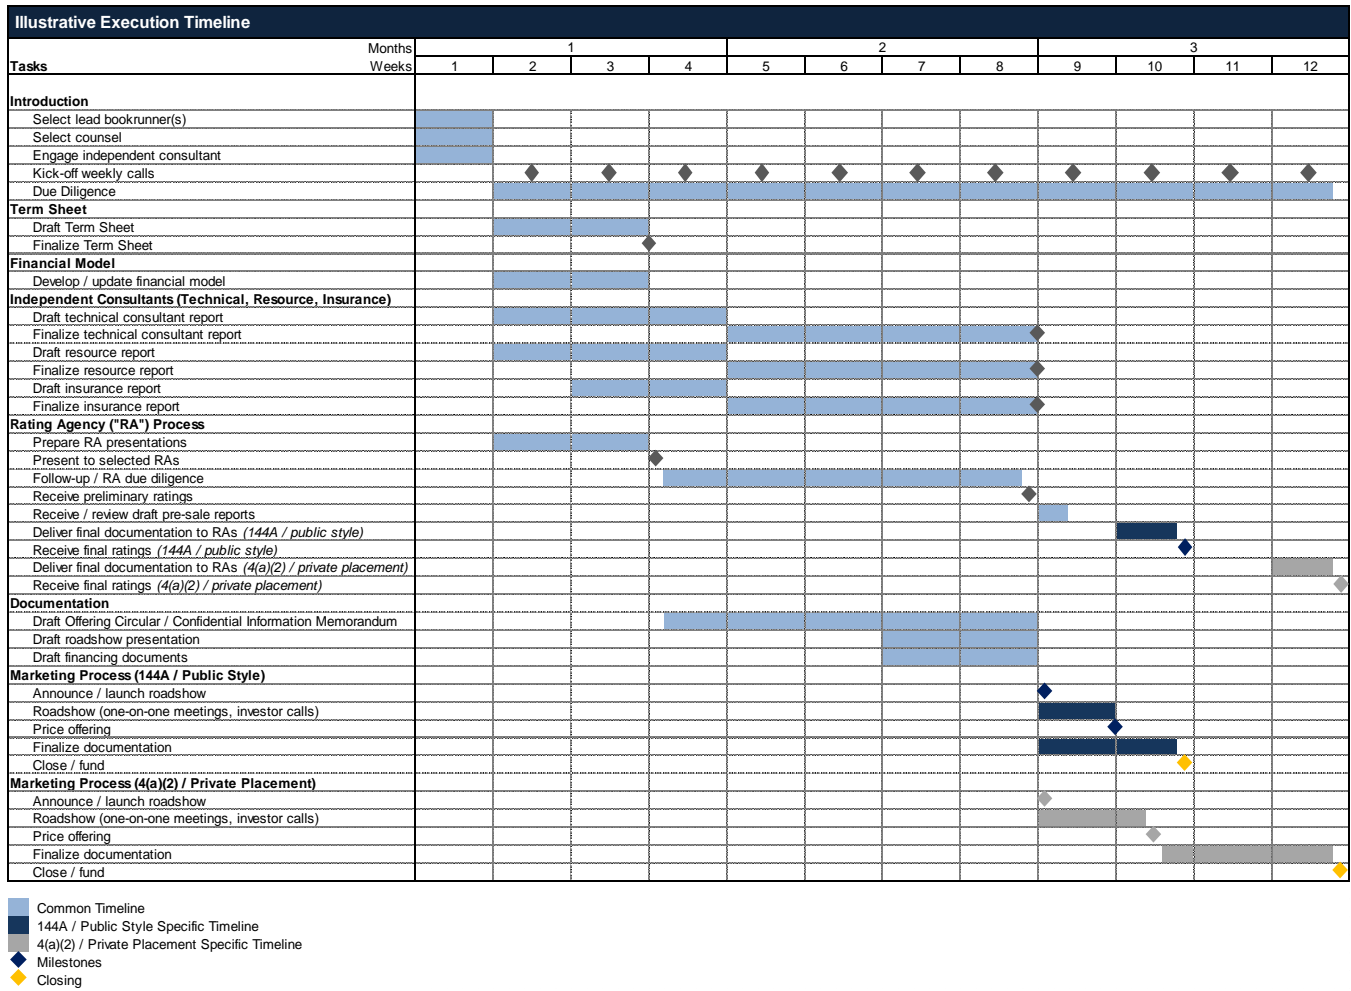 Illustrative Execution Timeline
Months 1 2 3
Tasks Weeks 1 2 3 4 5 6 7 8 9 10 11 12
Introduction
Select lead bookrunner(s)
Select counsel
Engage independent consultant
Kick-off weekly calls
Due Diligence
Term Sheet
Draft Term Sheet
Finalize Term Sheet
Financial Model
Develop / update financial model
Independent Consultants (Technical, Resource, Insurance)
Draft technical consultant report
Finalize technical consultant report
Draft resource report
Finalize resource report
Draft insurance report
Finalize insurance report
Rating Agency ("RA") Process
Prepare RA presentations
Present to selected RAs
Follow-up / RA due diligence
Receive preliminary ratings
Receive / review draft pre-sale reports
Deliver final documentation to RAs (144A / public style)
Receive final ratings (144A / public style)
Deliver final documentation to RAs (4(a)(2) / private placement)
Receive final ratings (4(a)(2) / private placement)
Documentation
Draft Offering Circular / Confidential Information Memorandum
Draft roadshow presentation
Draft financing documents
Marketing Process (144A / Public Style)
Announce / launch roadshow
Roadshow (one-on-one meetings, investor calls)
Price offering
Finalize documentation
Close / fund
Marketing Process (4(a)(2) / Private Placement)
Announce / launch roadshow
Roadshow (one-on-one meetings, investor calls)
Price offering
Finalize documentation
Close / fund
Common Timeline
144A / Public Style Specific Timeline
4(a)(2) / Private Placement Specific Timeline
Milestones
Closing